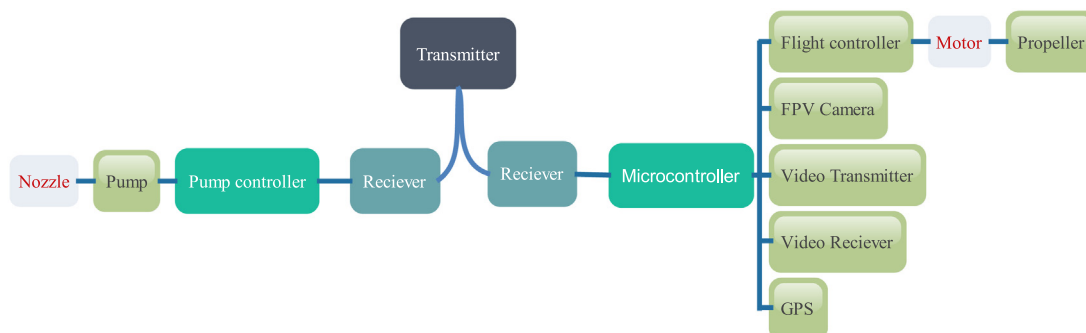 Transmitter
Nozzle
Pump
Pump controller
Reciever
Reciever
Microcontroller
Flight controller
Motor
Propeller
FPV Camera
Video Transmitter
Video Reciever
GPS